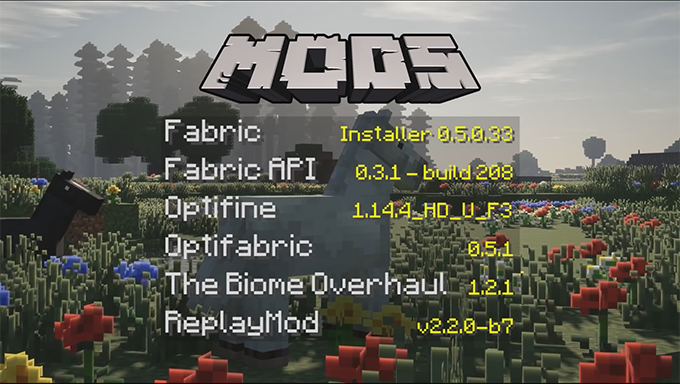 MODS
Fabric Installer 0.5.0.33
Fabric API 0.3.1 - build 208
Optifine 1.14.4_HD_U_F3
Optifabric 0.5.1
The Biome Overhaul 1.2.1
ReplayMod v2.2.0-b7